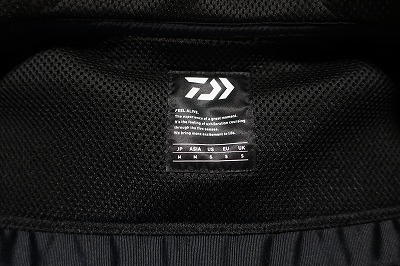 FEEL ALIVE.
The experience of a great moment.
It's the feeling of exhilaration coursing
through the five senses.
We bring more excitement to life.
JP ASIA US EU UK
M M S S S